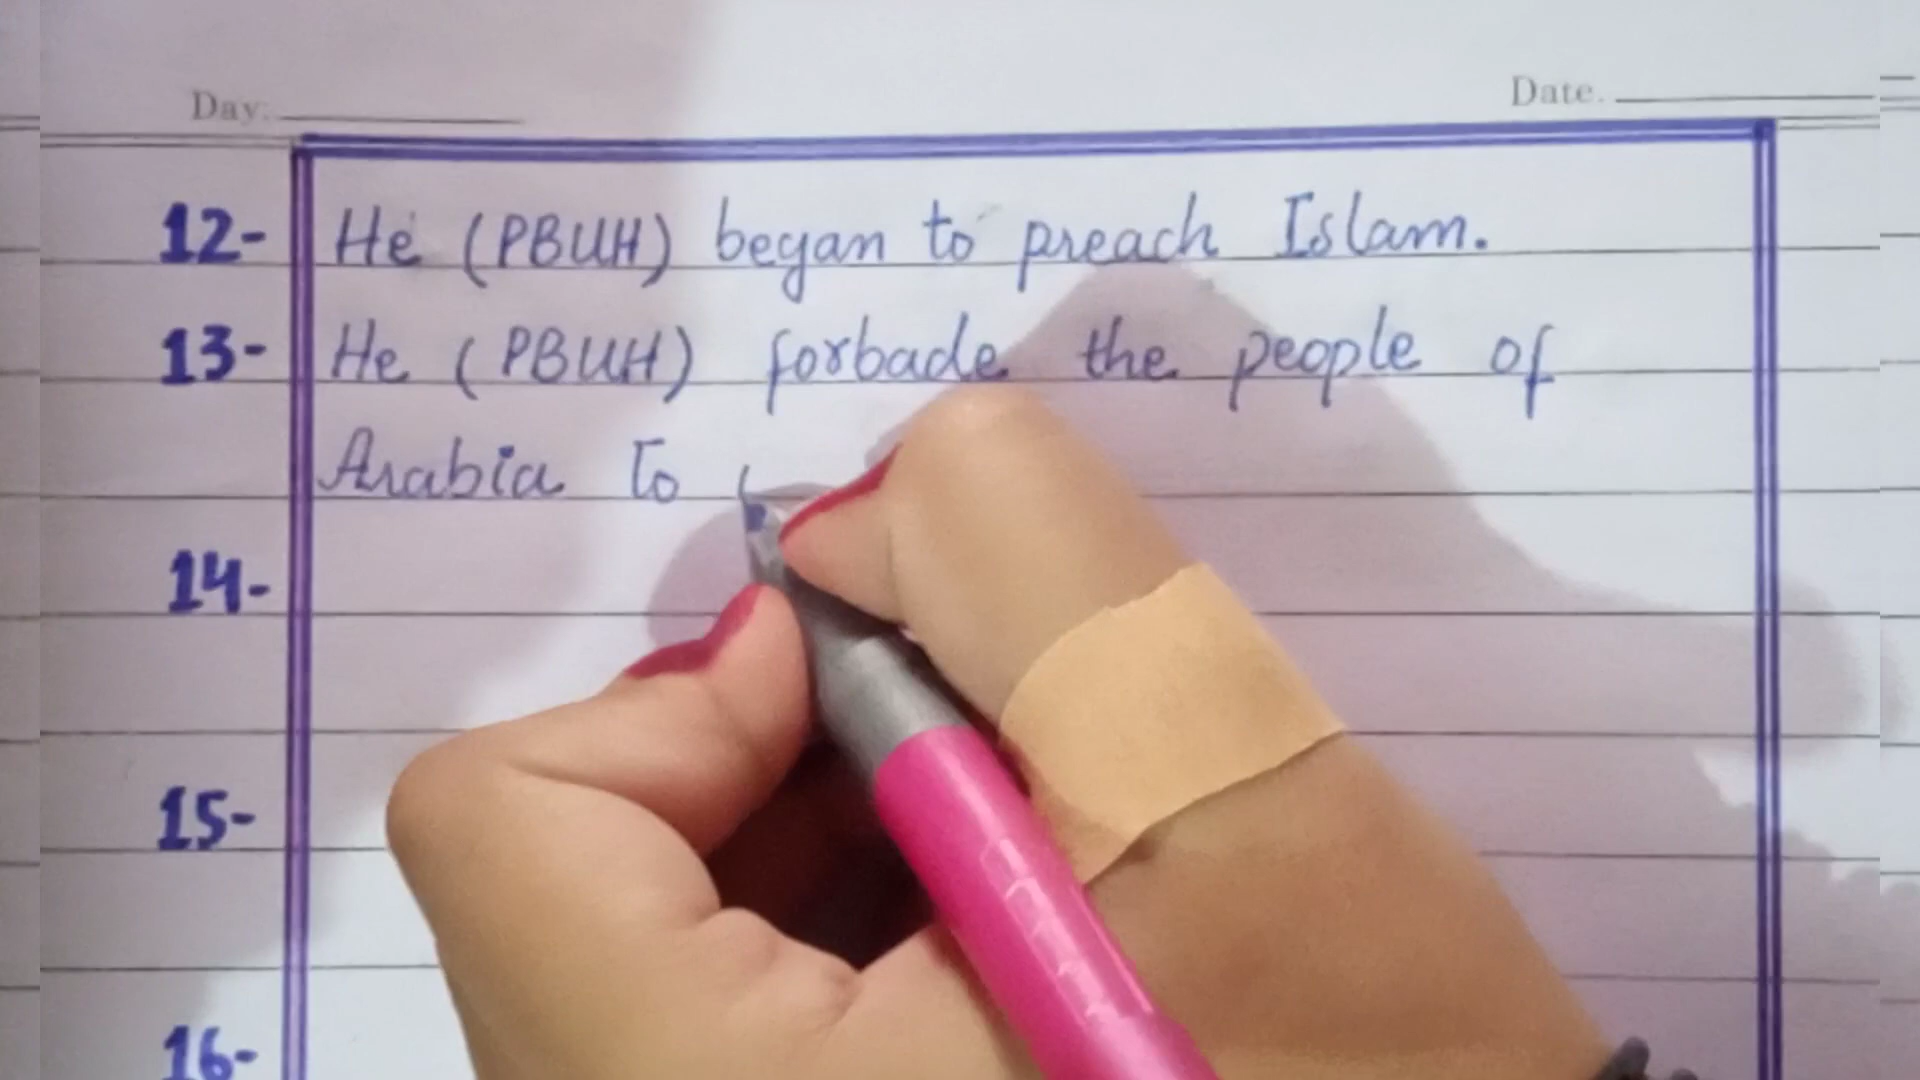 Day: Date.
12- He (PBUH) began to preach Islam.
13- He (PBUH) forbade the people of
Arabia to
14-
15-
16-